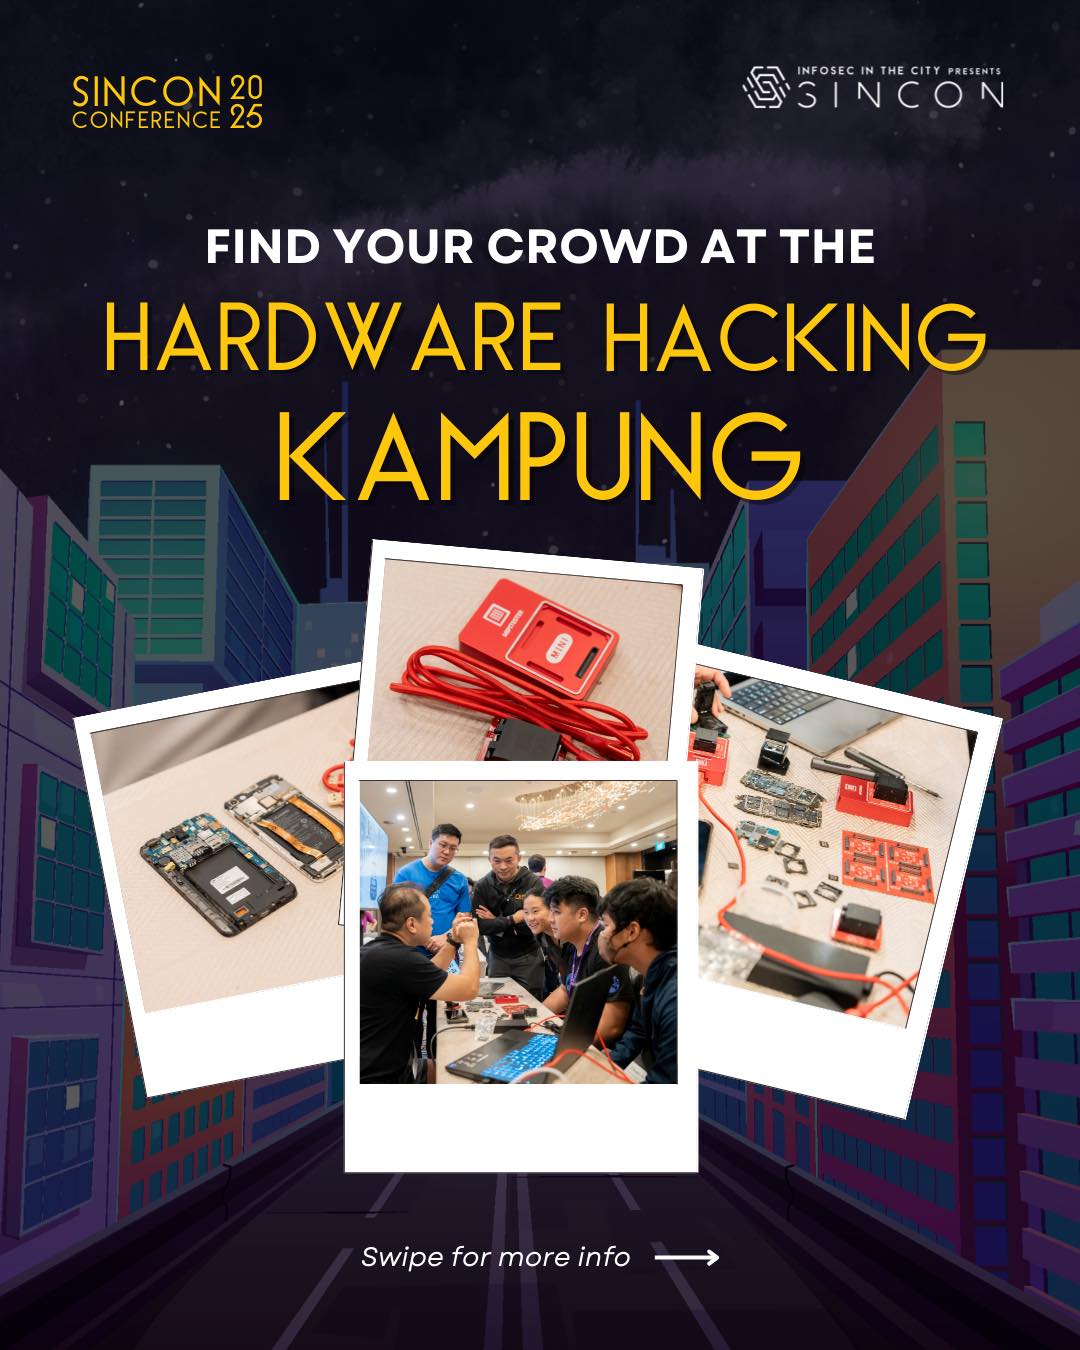 SINCON 20
CONFERENCE 25
INFOSEC IN THE CITY PRESENTS
SINCON
FIND YOUR CROWD AT THE
HARDWARE HACKING
KAMPUNG
MINI
Swipe for more info